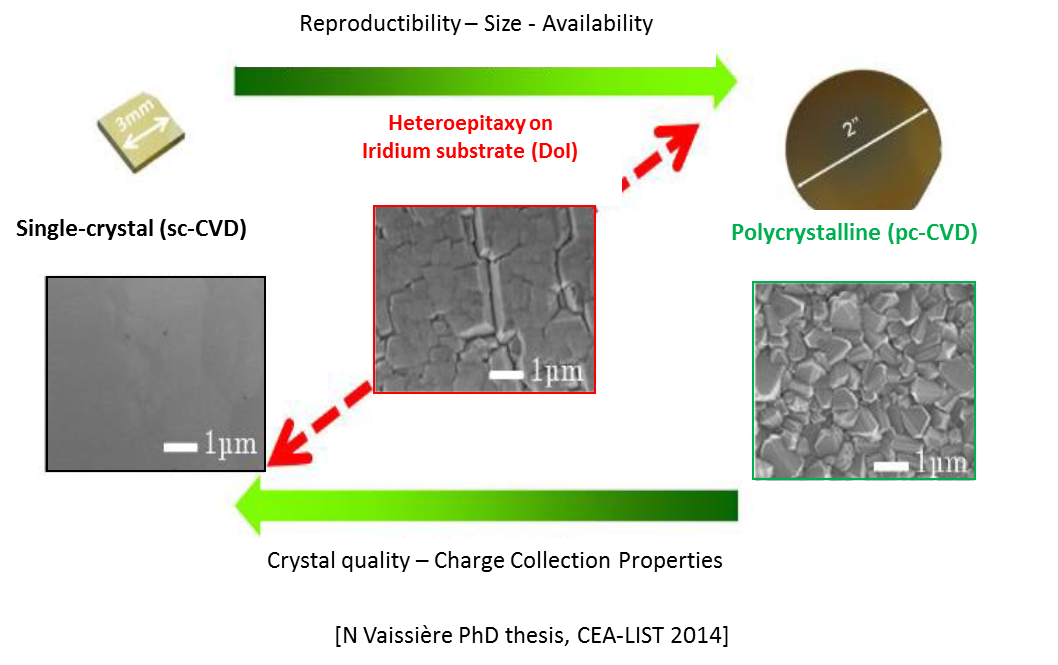 Reproductibility – Size - Availability
3mm
Heteroepitaxy on
Iridium substrate (DoI)
2"
Single-crystal (sc-CVD)
Polycrystalline (pc-CVD)
1μm
1μm
1μm
Crystal quality – Charge Collection Properties
[N Vaissière PhD thesis, CEA-LIST 2014]